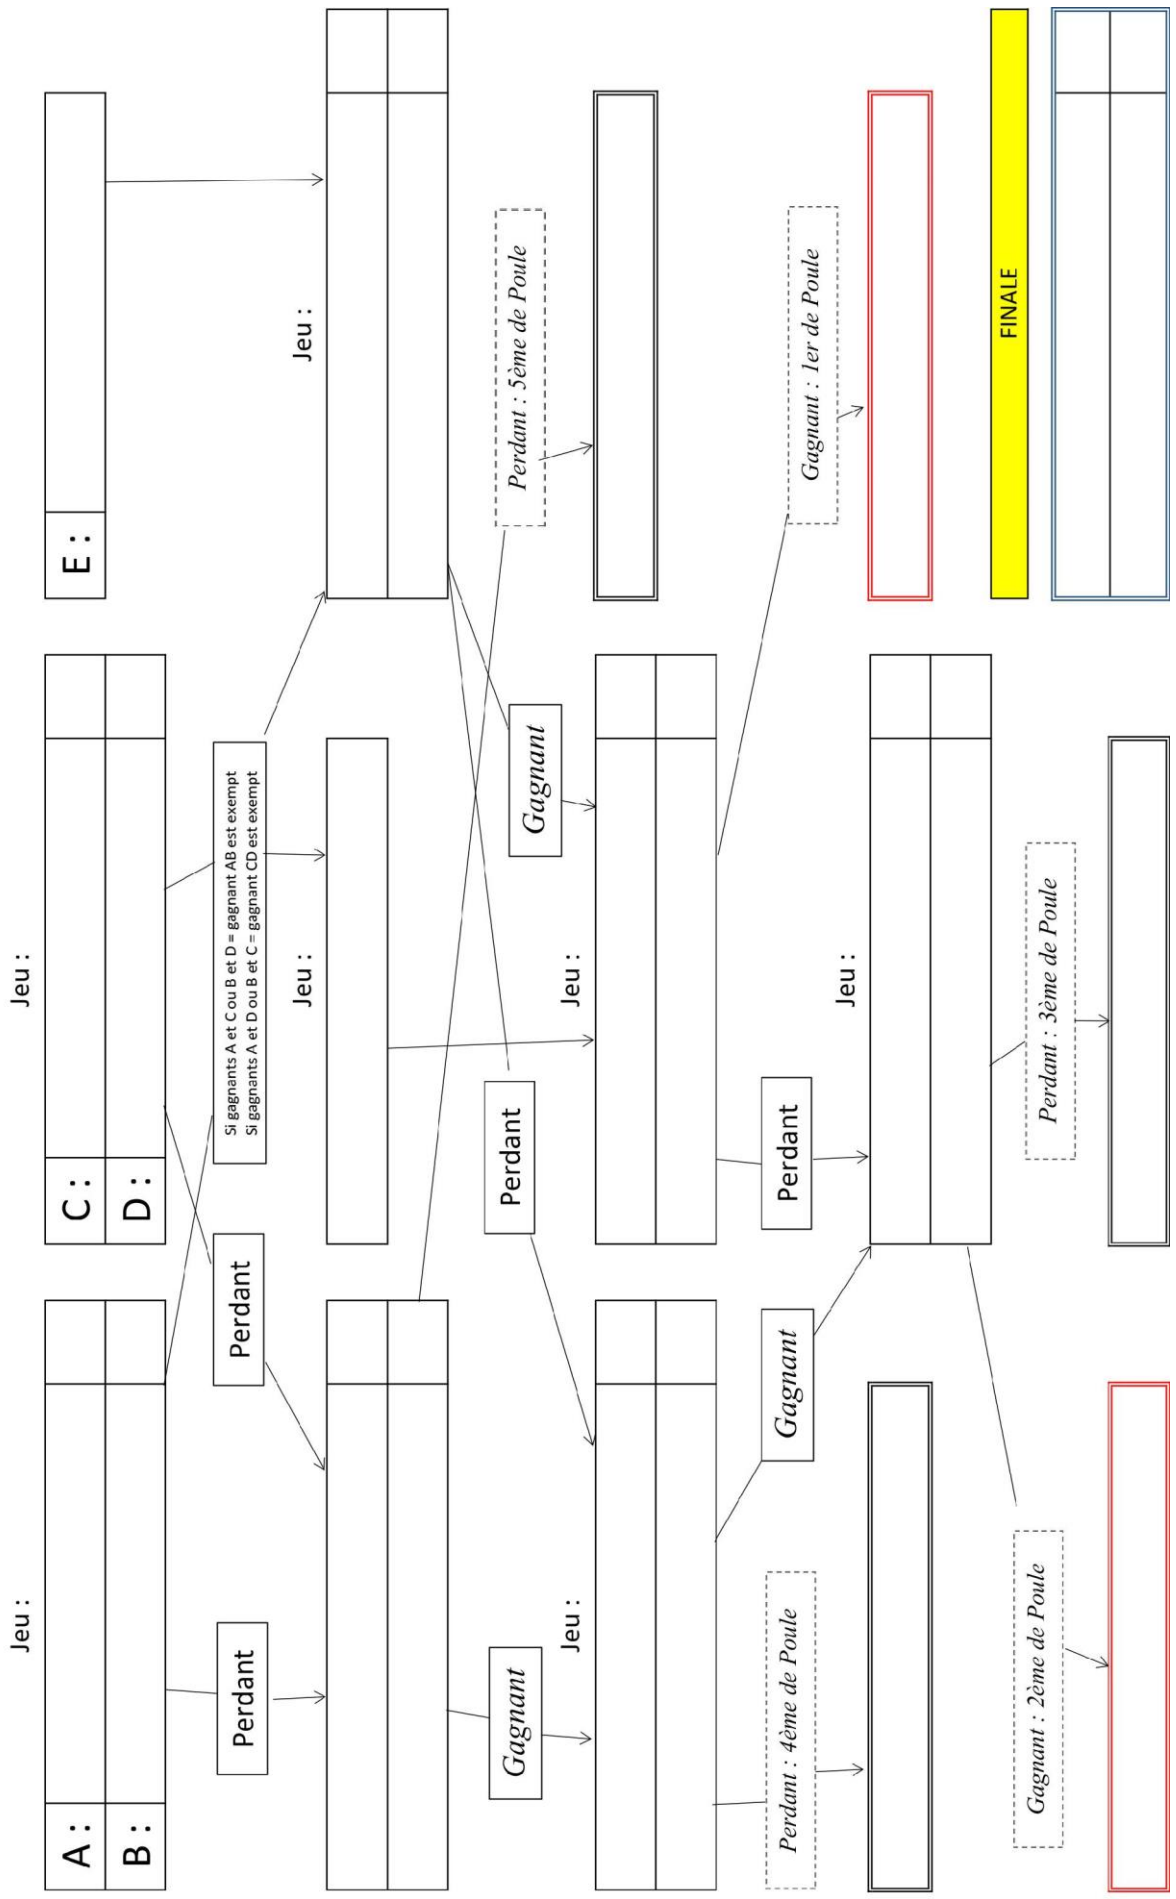 Jeu :
Jeu :
A :
B :
C :
D :
E :
Perdant
Perdant
Si gagnants A et C ou B et D = gagnant AB est exempt
Si gagnants A et D ou B et C = gagnant CD est exempt
Jeu :
Jeu :
Gagnant
Perdant
Gagnant
Perdant : 5ème de Poule
Jeu :
Jeu :
Perdant : 4ème de Poule
Gagnant
Perdant
Gagnant : 1er de Poule
Jeu :
FINALE
Gagnant : 2ème de Poule
Perdant : 3ème de Poule